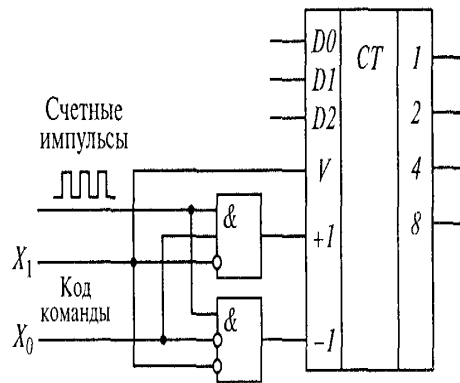 D0
D1
D2
V
+1
-1
CT
1
2
4
8
Счетные
импульсы
&
X1
Код
команды
X0
&